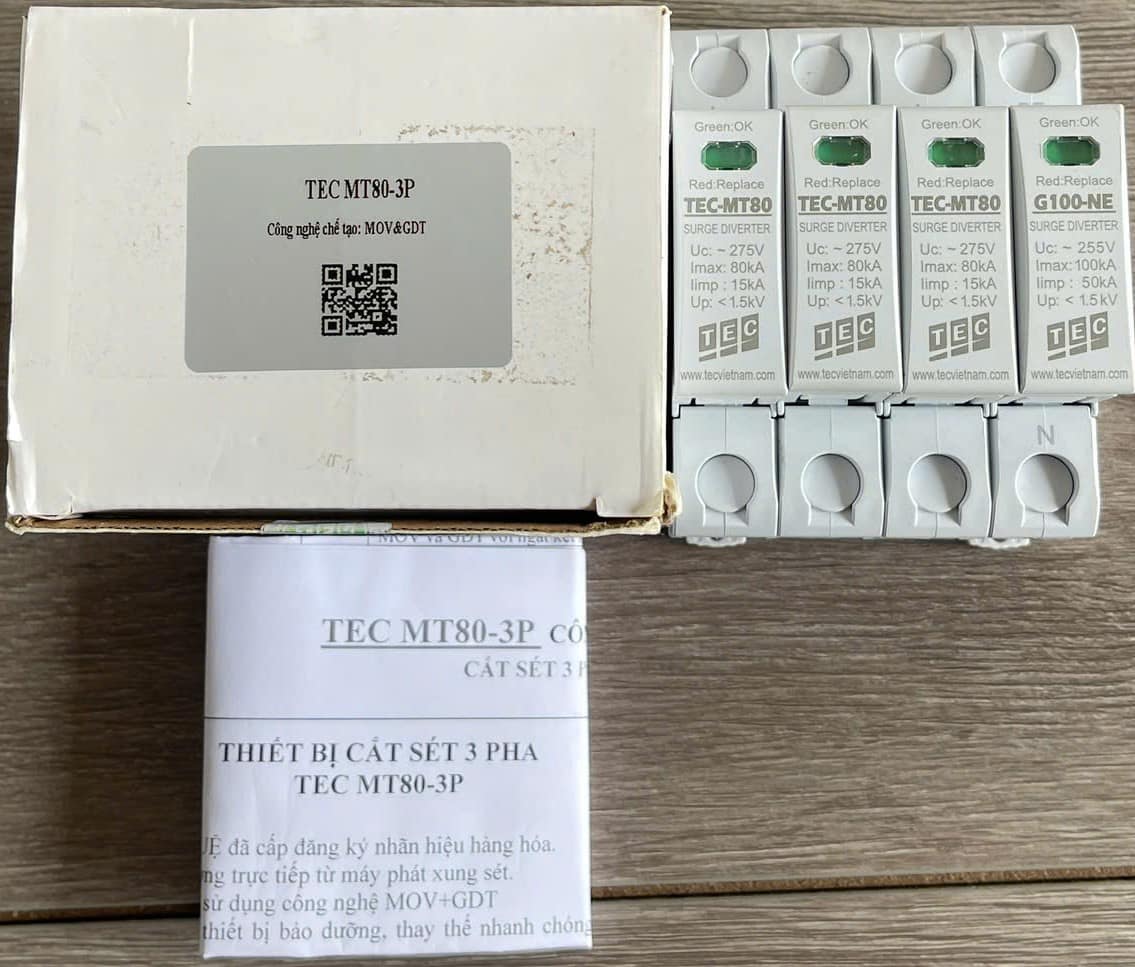 TEC MT80-3P
Công nghệ chế tạo: MOV&GDT
Green:OK
Red:Replace
TEC-MT80
SURGE DIVERTER
Uc: ~ 275V
Imax: 80kA
Iimp : 15kA
Up: < 1.5kV
TEC
www.tecvietnam.com
Green:OK
Red:Replace
TEC-MT80
SURGE DIVERTER
Uc: ~ 275V
Imax: 80kA
Iimp : 15kA
Up: < 1.5kV
TEC
www.tecvietnam.com
Green:OK
Red:Replace
TEC-MT80
SURGE DIVERTER
Uc: ~ 275V
Imax: 80kA
Iimp : 15kA
Up: < 1.5kV
TEC
www.tecvietnam.com
Green:OK
Red:Replace
G100-NE
SURGE DIVERTER
Uc: ~ 255V
Imax: 100kA
Iimp : 50kA
Up: < 1.5 kV
TEC
www.tecvietnam.com
N
MOV và GDT với ngắt
TEC MT80-3P
CẮT SÉT 3
THIẾT BỊ CẮT SÉT 3 PHA
TEC MT80-3P
đã cấp đăng ký nhãn hiệu hàng hóa.
trực tiếp từ máy phát xung sét.
sử dụng công nghệ MOV+GDT
thiết bị bảo dưỡng, thay thế nhanh chóng